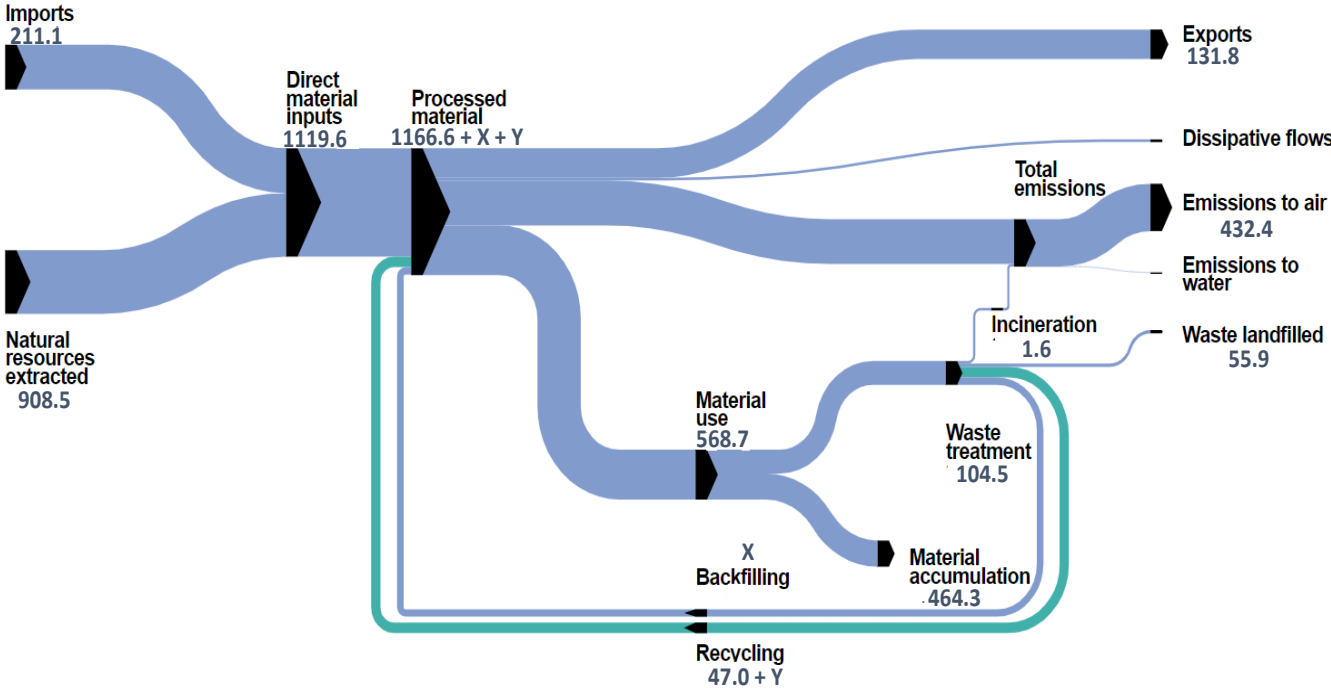 Imports
211.1
Direct
material
inputs
1119.6
Processed
material
1166.6 + X + Y
Exports
131.8
Dissipative flows
Total
emissions
Emissions to air
432.4
Emissions to
water
Incineration
1.6
Waste landfilled
55.9
Natural
resources
extracted
908.5
Material
use
568.7
Waste
treatment
104.5
X
Backfilling
Material
accumulation
464.3
Recycling
47.0 + Y